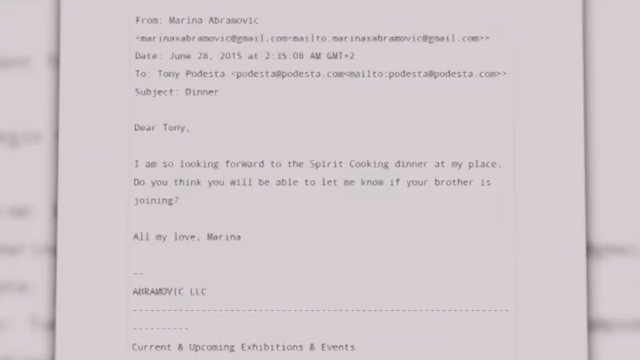 From: Marina Abramovic
<marinaxabramovic@gmail.com<mailto:marinaxabramovic@gmail.com>>
Date: June 28, 2015 at 2:35:08 AM GMT+2
To: Tony Podesta <podesta@podesta.com<mailto:podesta@podesta.com>>
Subject: Dinner
Dear Tony,
I am so looking forward to the Spirit Cooking dinner at my place.
Do you think you will be able to let me know if your brother is
joining?
All my love, Marina
--
ABRAMOVIC LLC
--------------------------------------------------------------
---------
Current & Upcoming Exhibitions & Events